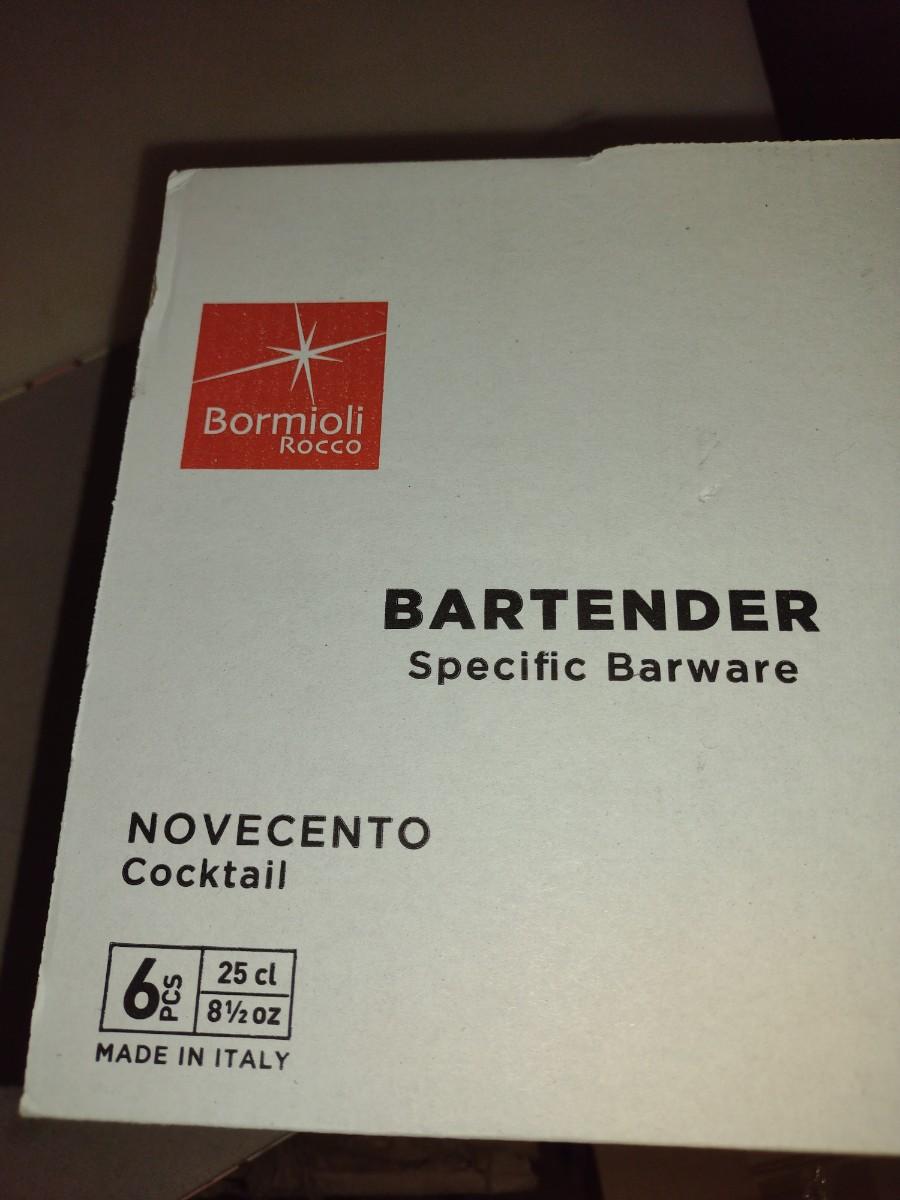 Bormioli
Rocco
BARTENDER
Specific Barware
NOVECENTO
Cocktail
6 PCS
25 cl
8½ oz
MADE IN ITALY